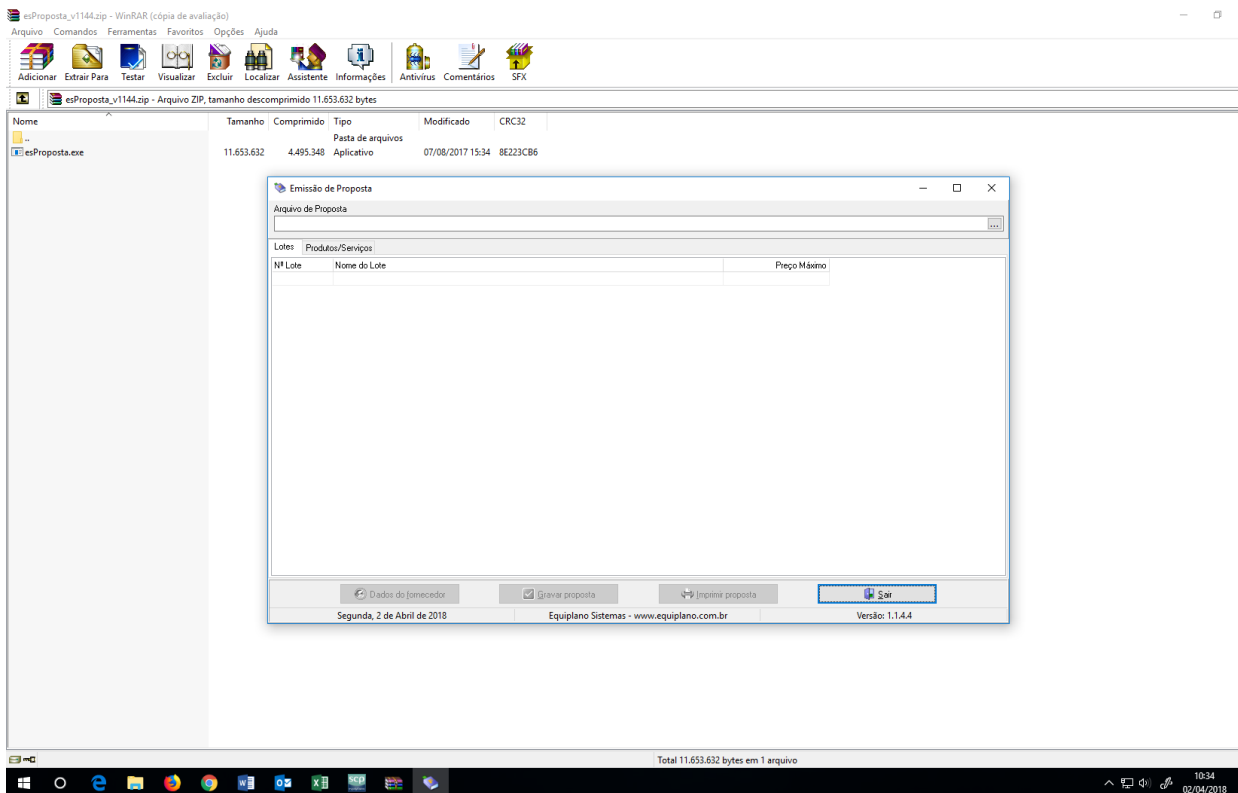 esProposta_v1144.zip - WinRAR (cópia de avaliação)
Arquivo Comandos Ferramentas Favoritos Opções Ajuda
Adicionar Extrair Para Testar Visualizar Excluir Localizar Assistente Informações Antivírus Comentários SFX
esProposta_v1144.zip - Arquivo ZIP, tamanho descomprimido 11.653.632 bytes
Nome Tamanho Comprimido Tipo Modificado CRC32
.. Pasta de arquivos
esProposta.exe 11.653.632 4.495.348 Aplicativo 07/08/2017 15:34 8E223CB6
Emissão de Proposta
Arquivo de Proposta
...
Lotes Produtos/Serviços
Nº Lote Nome do Lote Preço Máximo
Dados do fornecedor Gravar proposta Imprimir proposta Sair
Segunda, 2 de Abril de 2018 Equiplano Sistemas - www.equiplano.com.br Versão: 1.1.4.4
Total 11.653.632 bytes em 1 arquivo
scp
10:34
02/04/2018